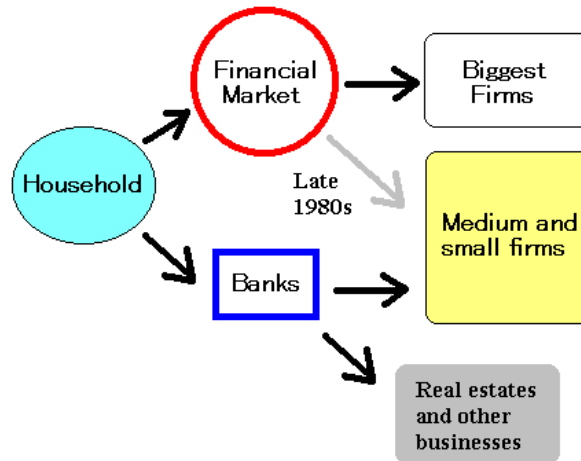 Financial
Market
Biggest
Firms
Household
Late
1980s
Medium and
small firms
Banks
Real estates
and other
businesses